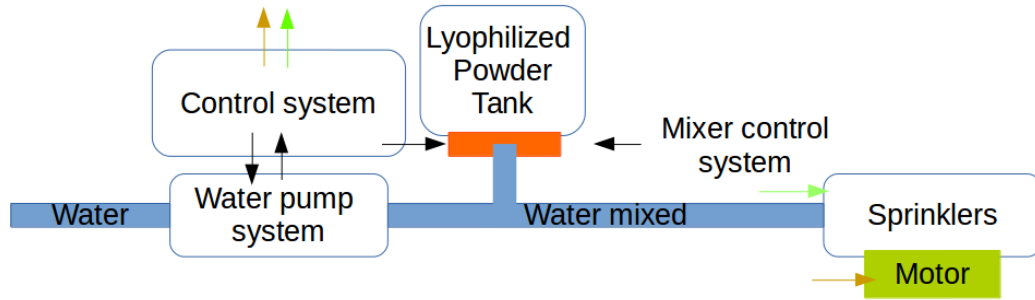 Lyophilized
Powder
Tank
Control system
Mixer control
system
Water
Water pump
system
Water mixed
Sprinklers
Motor